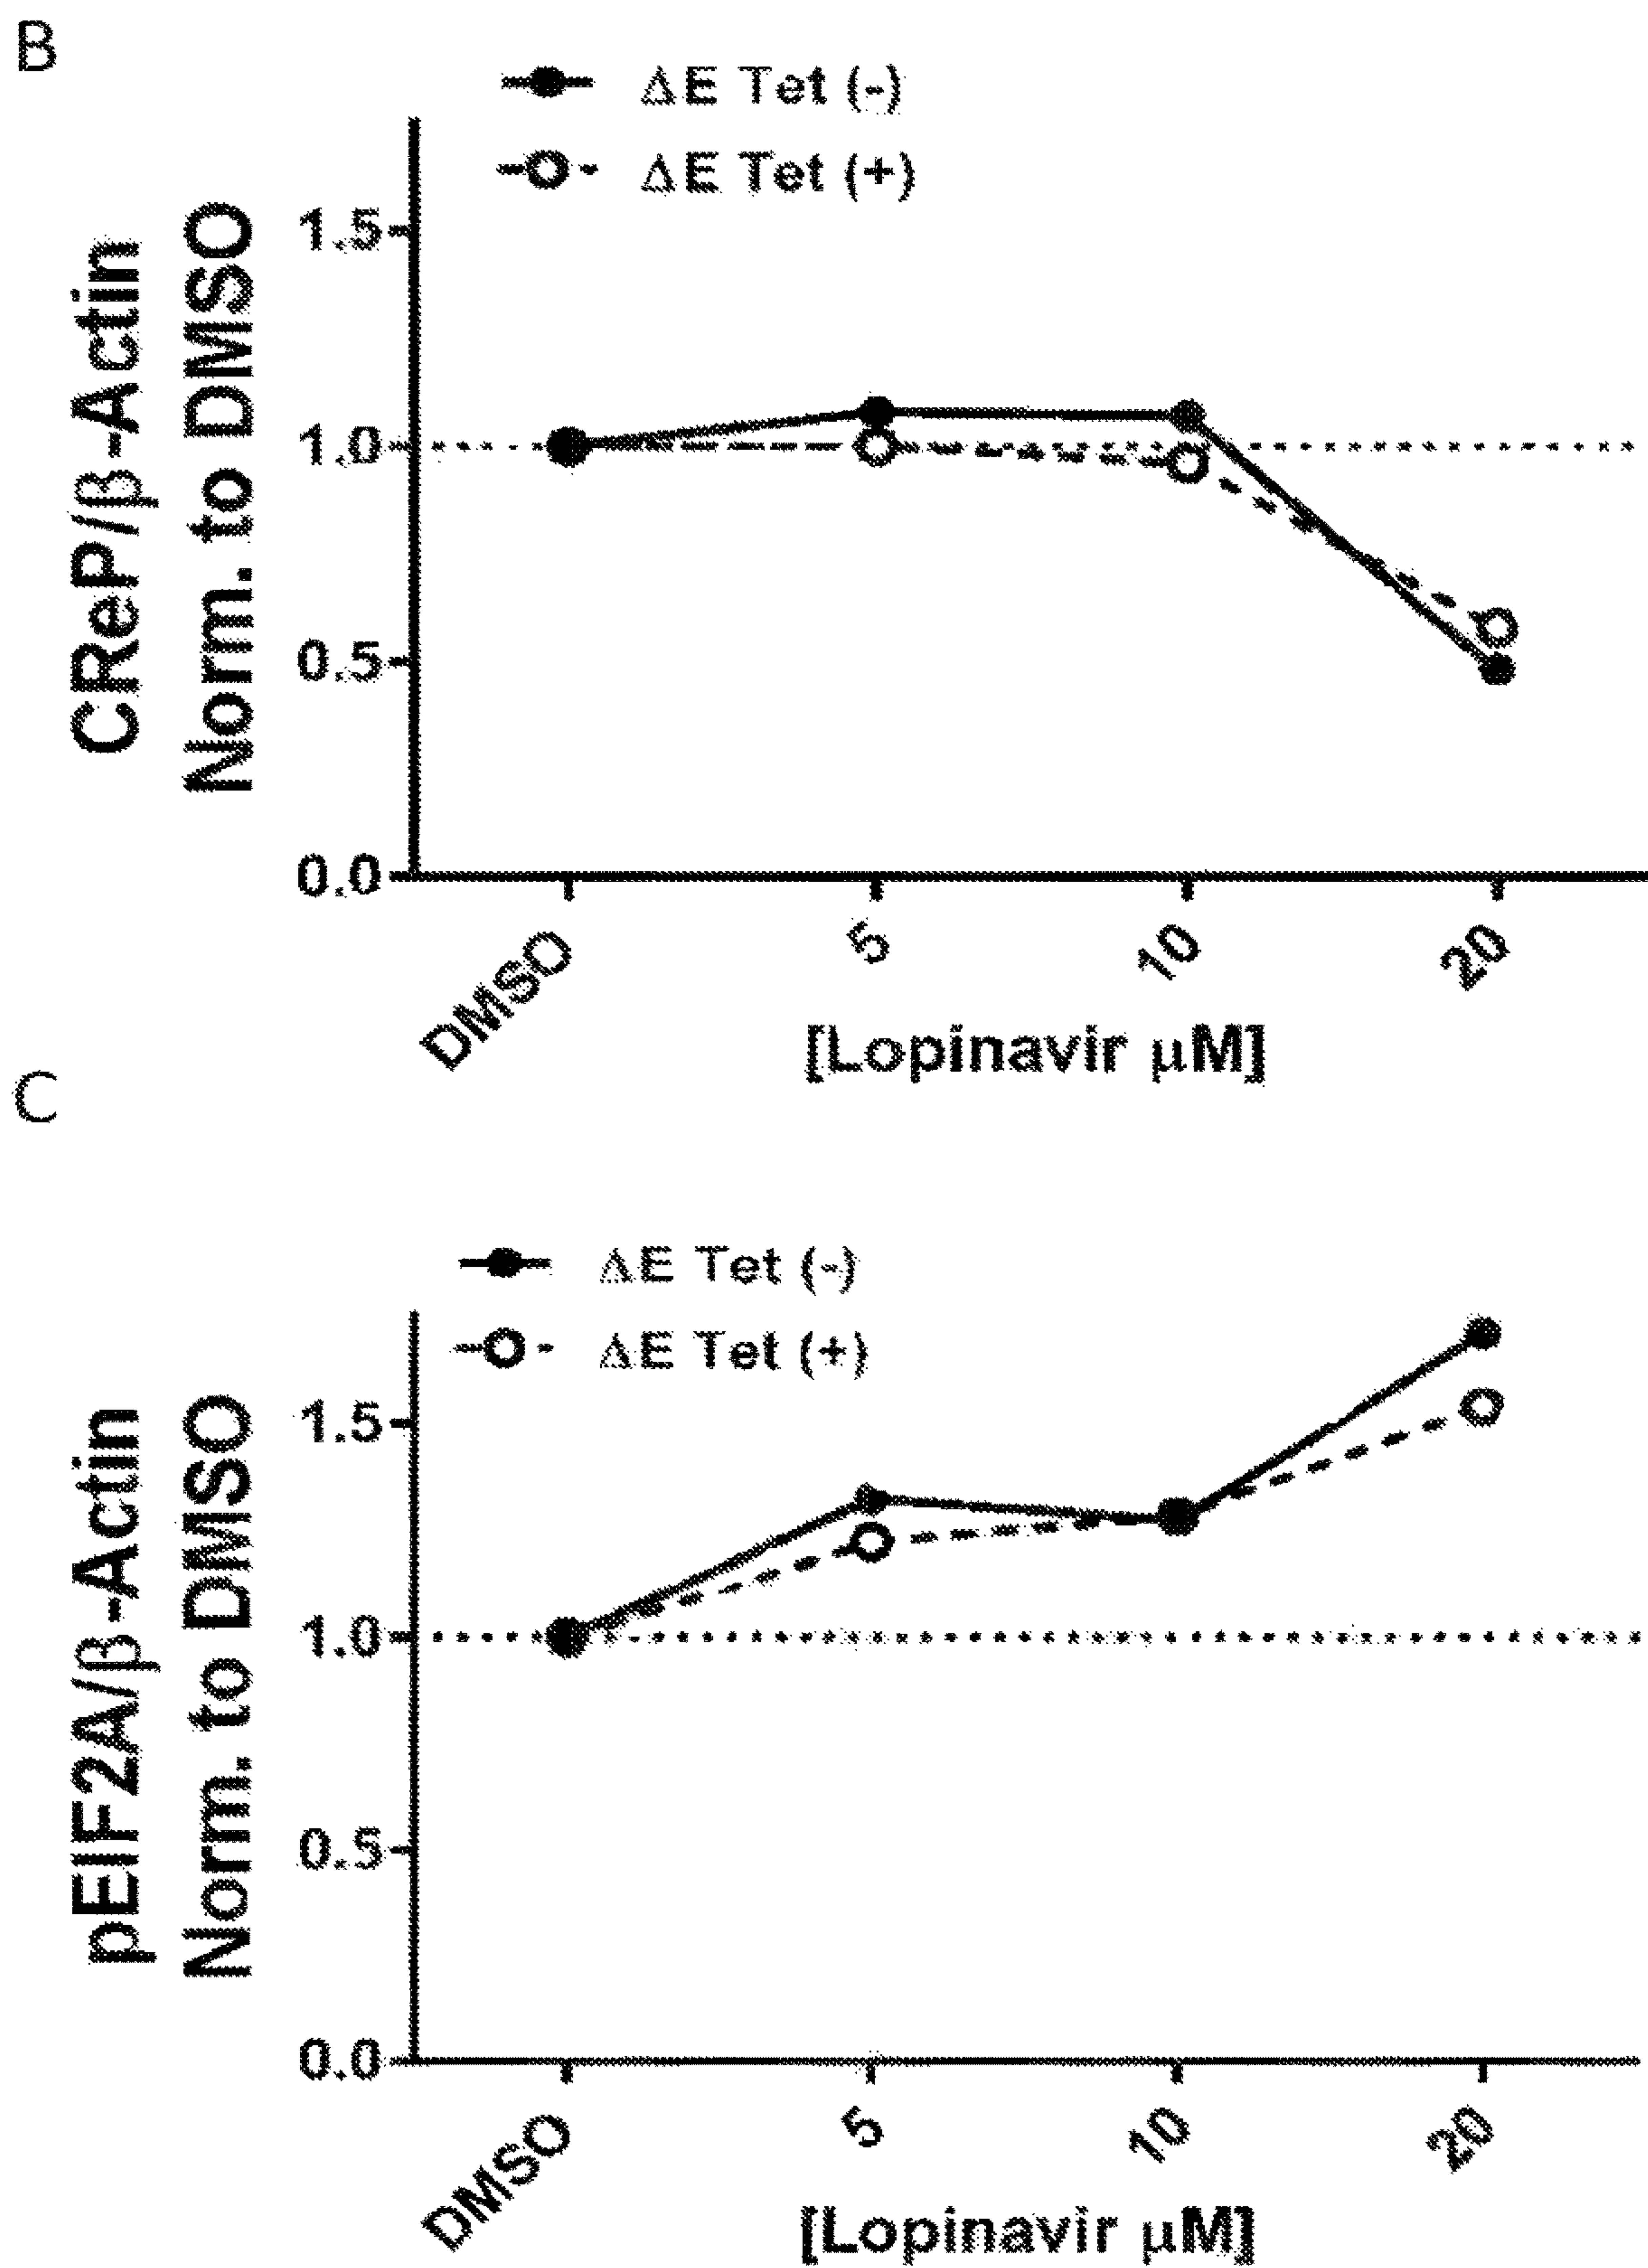 B
ΔE Tet (-)
ΔE Tet (+)
CReP/β-Actin
Norm. to DMSO
1.5
1.0
0.5
0.0
DMSO
5
10
20
[Lopinavir μM]
C
ΔE Tet (-)
ΔE Tet (+)
pEIF2A/β-Actin
Norm. to DMSO
1.5
1.0
0.5
0.0
DMSO
5
10
20
[Lopinavir μM]